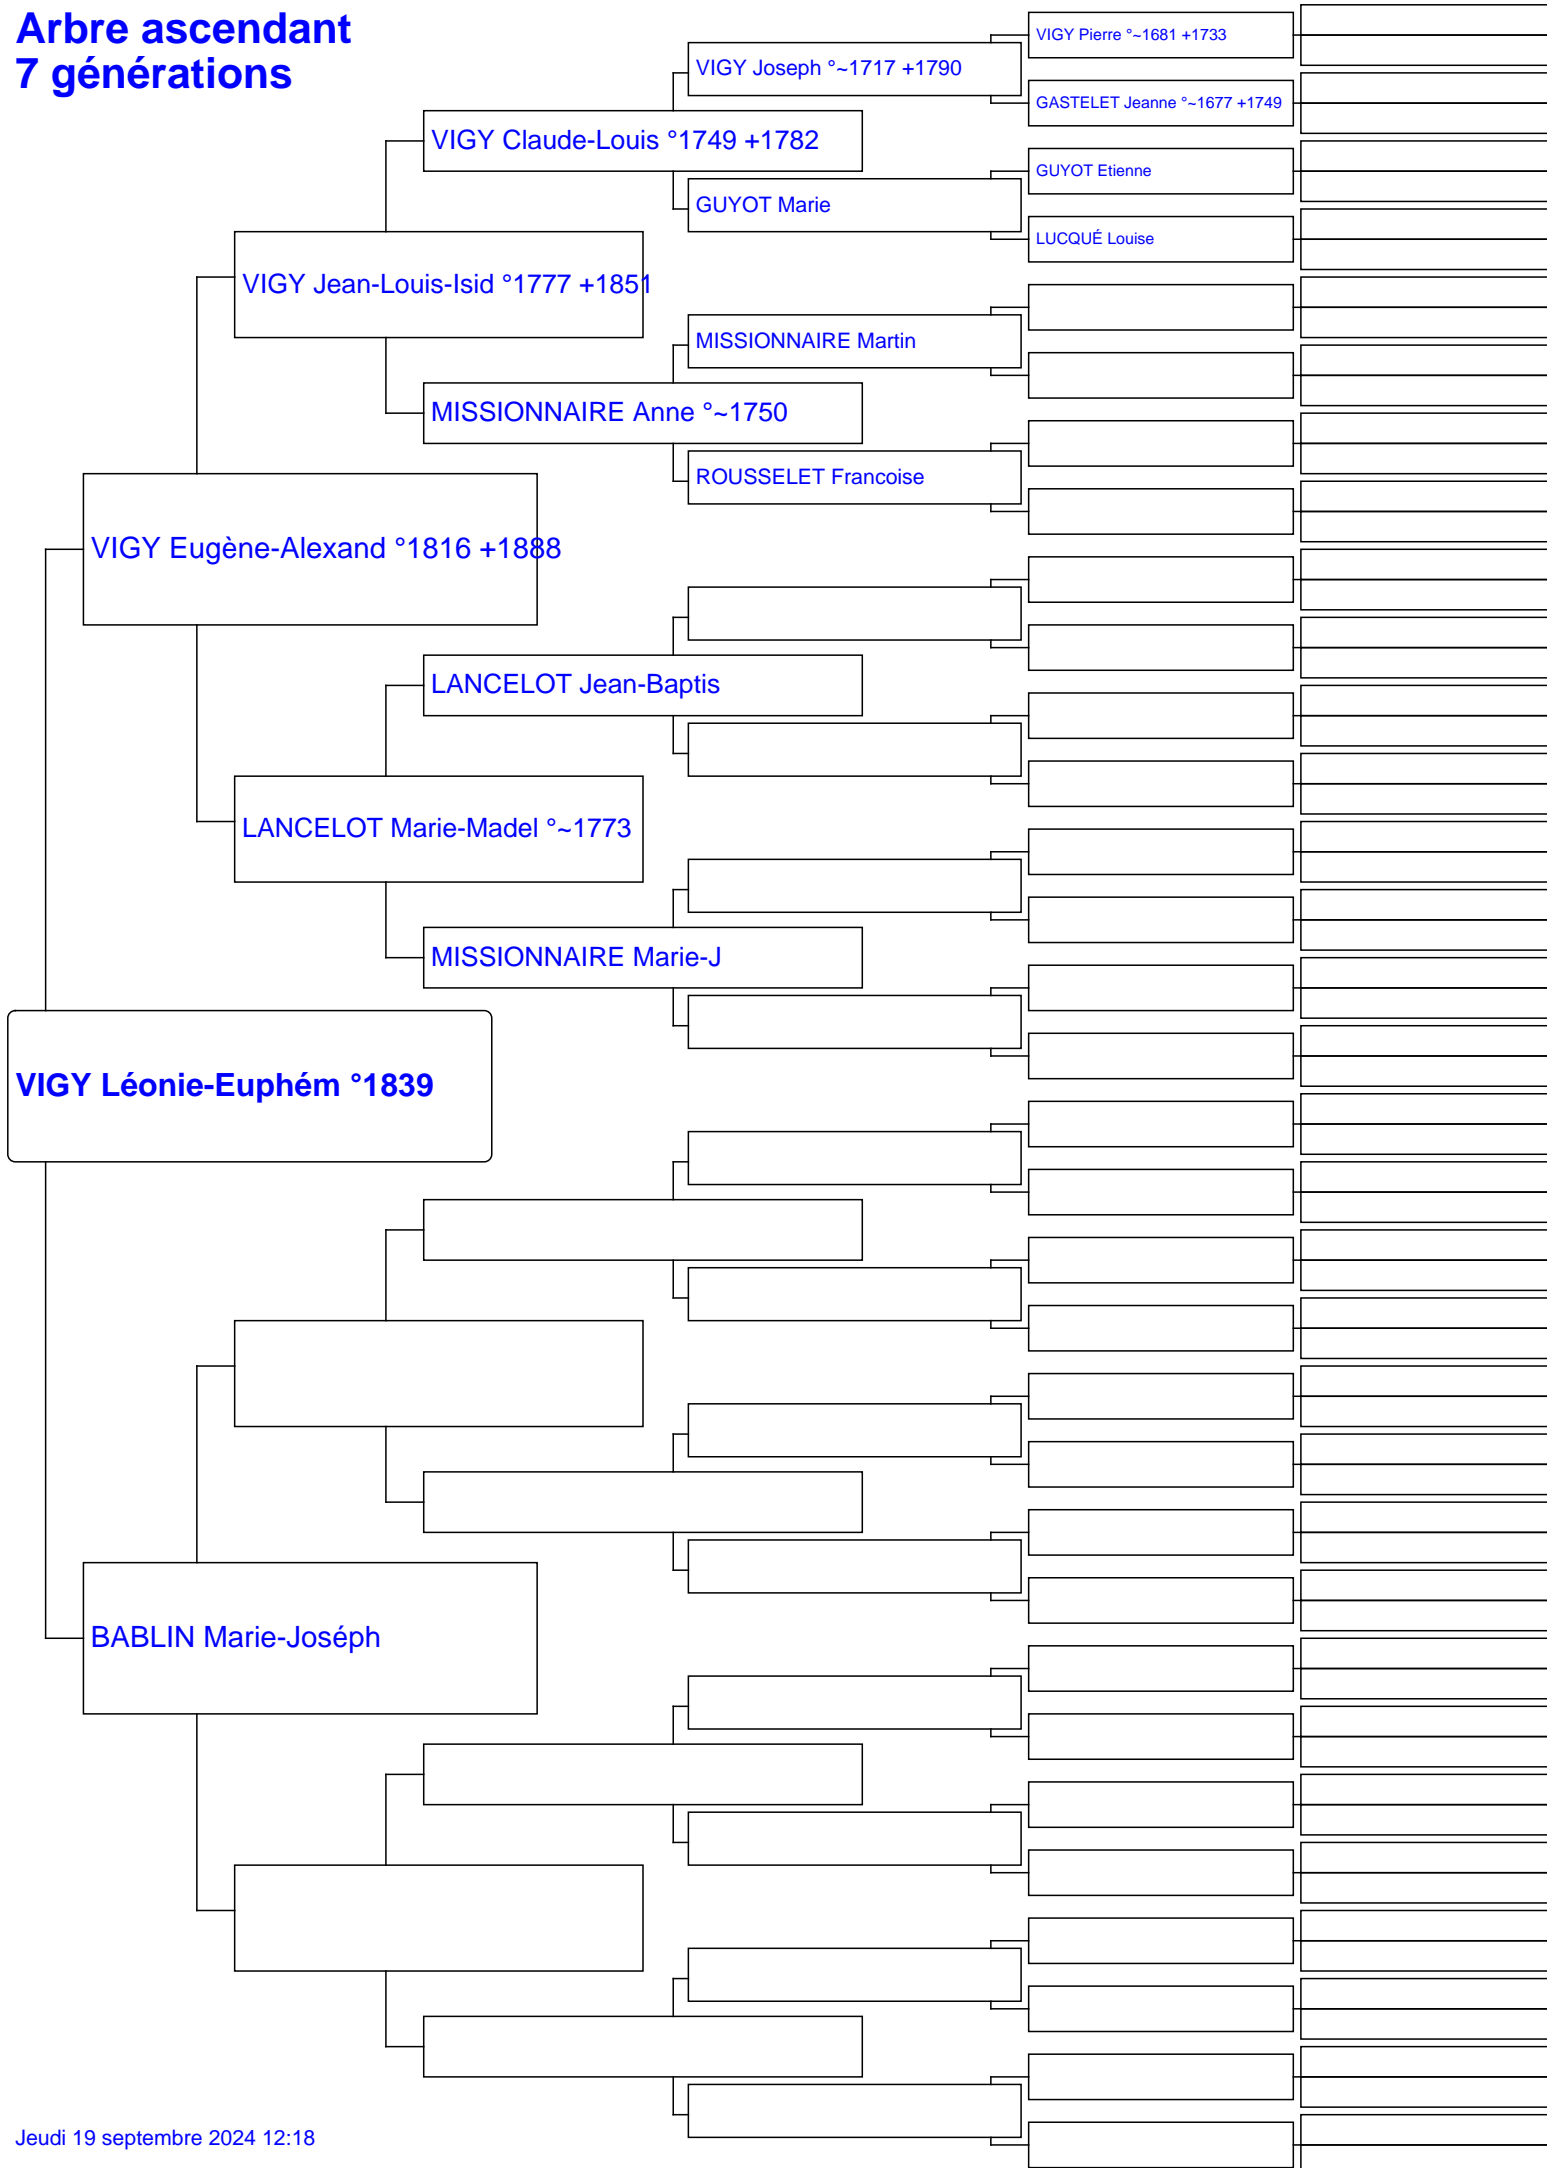 Arbre ascendant
7 générations
VIGY Pierre °~1681 +1733
VIGY Joseph °~1717 +1790
GASTELET Jeanne °~1677 +1749
VIGY Claude-Louis °1749 +1782
GUYOT Etienne
GUYOT Marie
LUCQUÉ Louise
VIGY Jean-Louis-Isid °1777 +1851
MISSIONNAIRE Martin
MISSIONNAIRE Anne °~1750
ROUSSELET Francoise
VIGY Eugène-Alexand °1816 +1888
LANCELOT Jean-Baptis
LANCELOT Marie-Madel °~1773
MISSIONNAIRE Marie-J
VIGY Léonie-Euphém °1839
BABLIN Marie-Joséph
Jeudi 19 septembre 2024 12:18